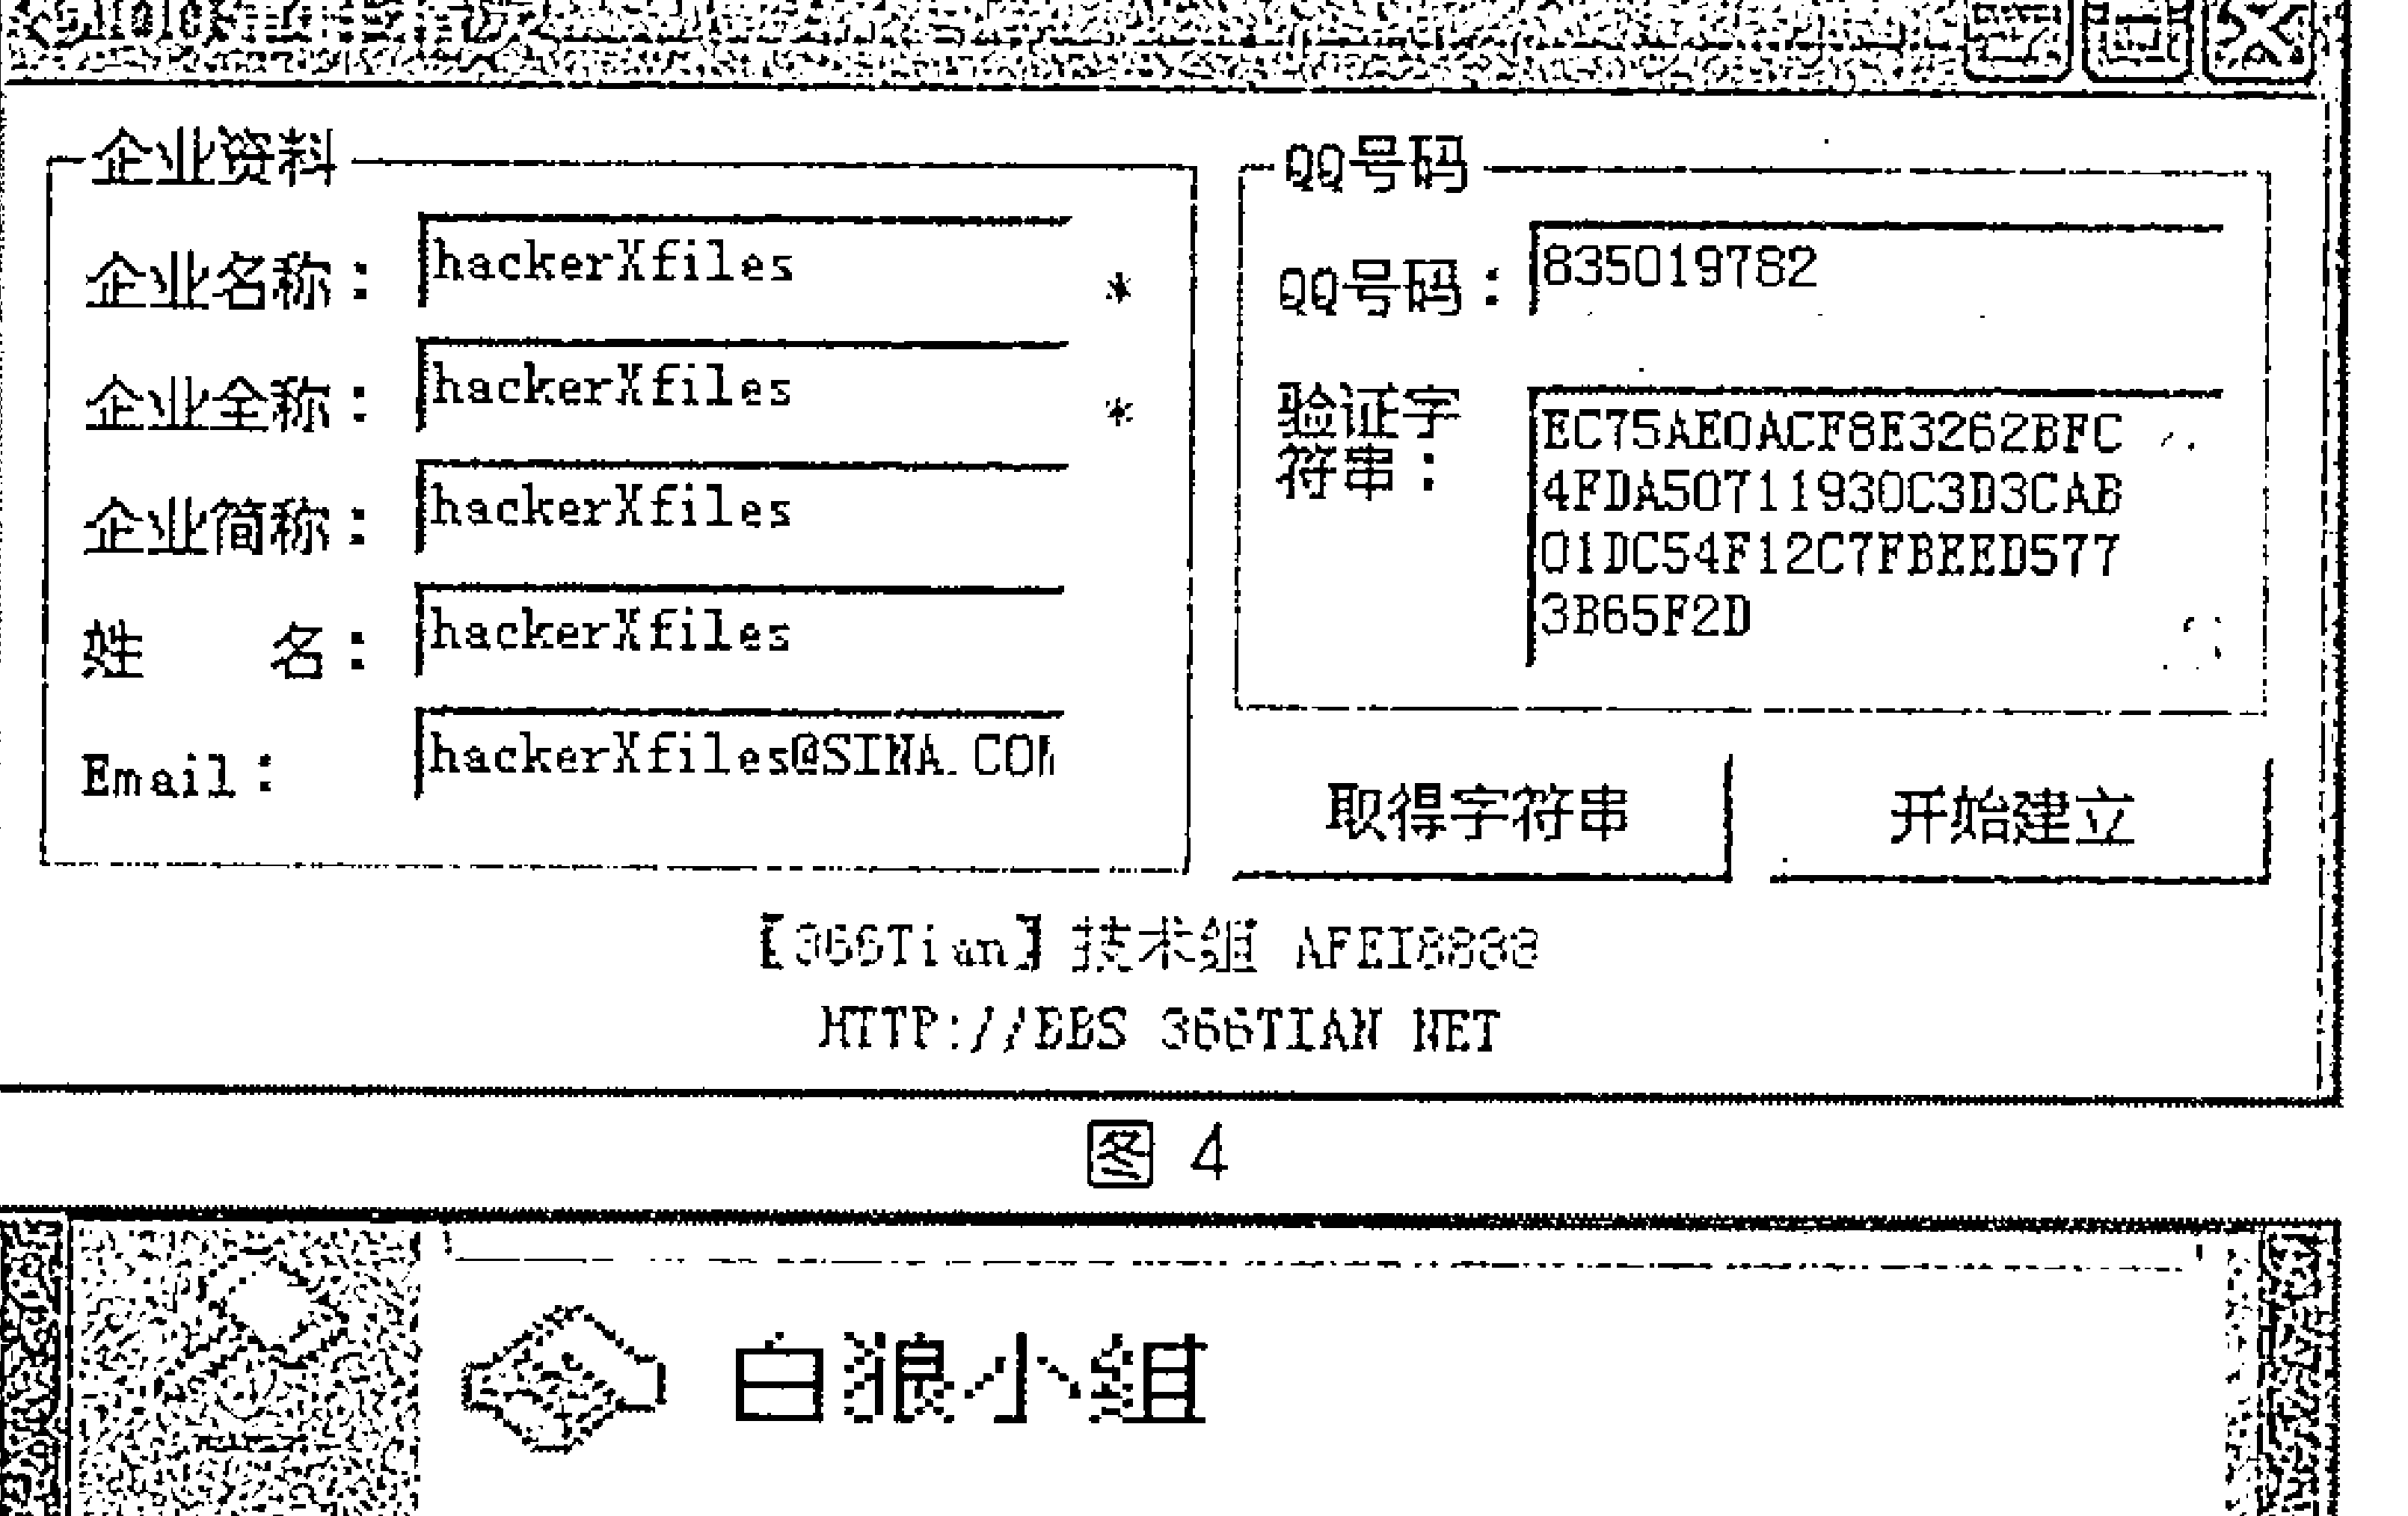 企业资料
企业名称：hackerXfiles *
企业全称：hackerXfiles *
企业简称：hackerXfiles
姓 名：hackerXfiles
Email：hackerXfiles@SINA.COM
QQ号码
QQ号码：835019782
验证字
符串：
EC75AE0ACF8E3262BFC
4FDA50711930C3D3CAB
01DC54F12C7FBEED577
3B65F2D
取得字符串 开始建立
【366Tian】技术组 AFEI8888
HTTP://BBS 366TIAN NET
图 4
白狼小组